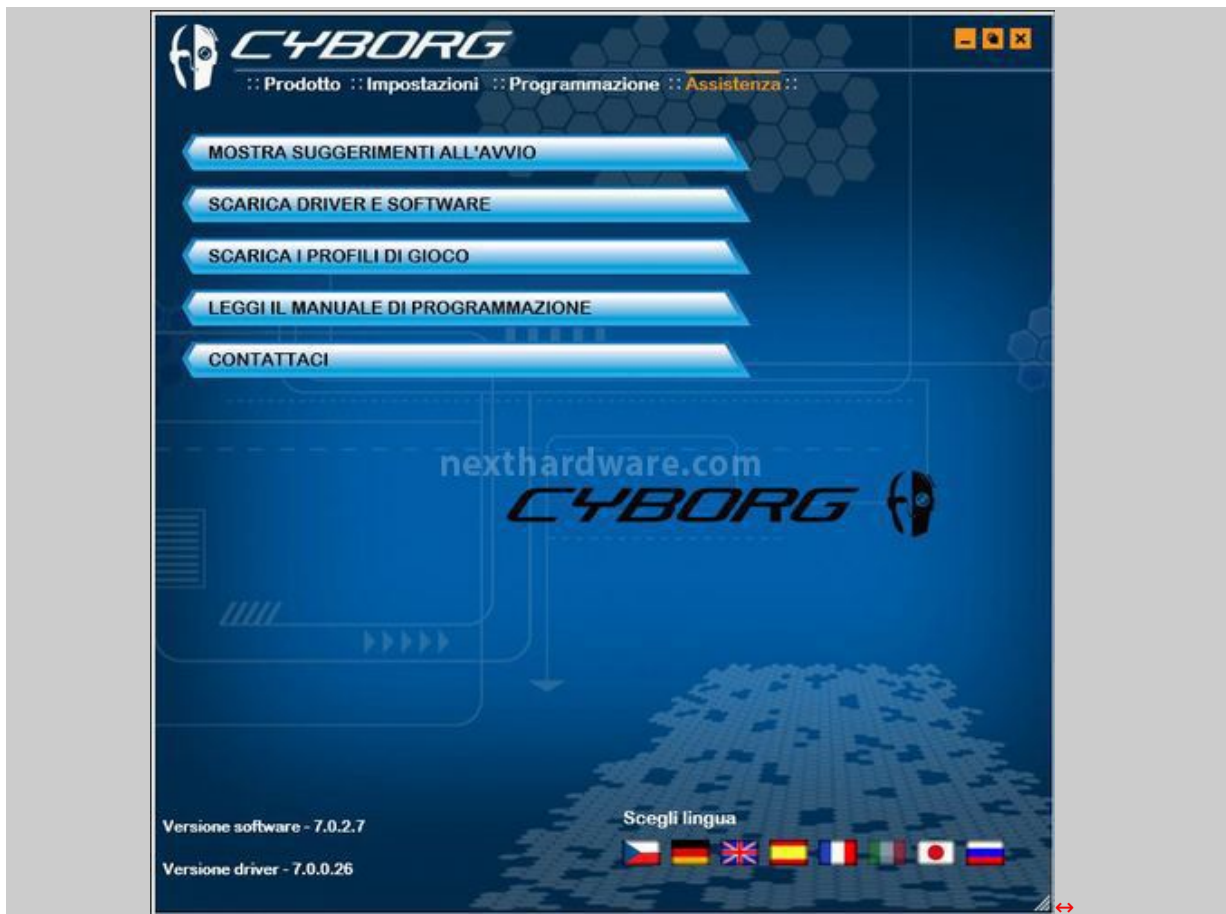 CYBORG
:: Prodotto :: Impostazioni :: Programmazione :: Assistenza ::
MOSTRA SUGGERIMENTI ALL'AVVIO
SCARICA DRIVER E SOFTWARE
SCARICA I PROFILI DI GIOCO
LEGGI IL MANUALE DI PROGRAMMAZIONE
CONTATTACI
nexthardware.com
CYBORG
Scegli lingua
Versione software - 7.0.2.7
Versione driver - 7.0.0.26